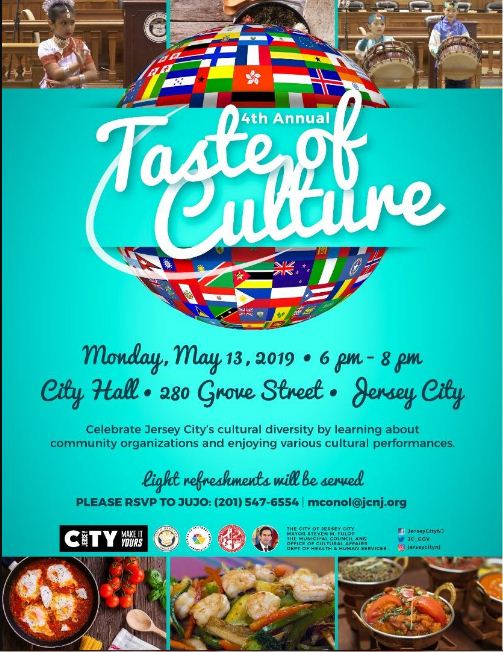 4th Annual
Taste of
Culture
Monday, May 13, 2019 • 6 pm - 8 pm
City Hall • 280 Grove Street • Jersey City
Celebrate Jersey City's cultural diversity by learning about
community organizations and enjoying various cultural performances.
Light refreshments will be served
PLEASE RSVP TO JUJO: (201) 547-6554 | mconol@jcnj.org
JERSEY CITY MAKE IT
YOURS
THE CITY OF JERSEY CITY
MAYOR STEVEN M. FULOP
THE MUNICIPAL COUNCIL AND
OFFICE OF CULTURAL AFFAIRS
DEPT OF HEALTH & HUMAN SERVICES
JerseyCityNJ
JC_GOV
jerseycitynj